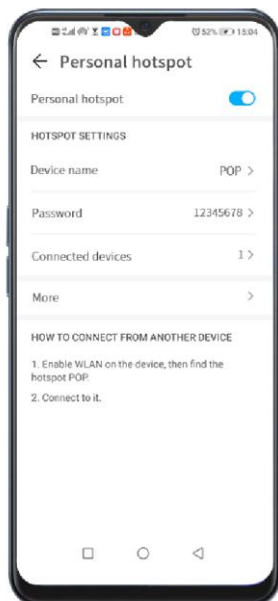 52% 15:04
← Personal hotspot
Personal hotspot
HOTSPOT SETTINGS
Device name POP >
Password 12345678 >
Connected devices 1 >
More >
HOW TO CONNECT FROM ANOTHER DEVICE
1. Enable WLAN on the device, then find the
hotspot POP.
2. Connect to it.